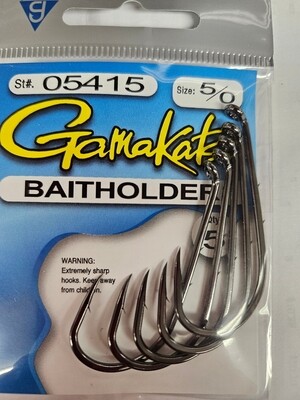 St#. 05415 Size: 5/0
Gamakat
BAITHOLDER
WARNING:
Extremely sharp
hooks. Keep away
from children.